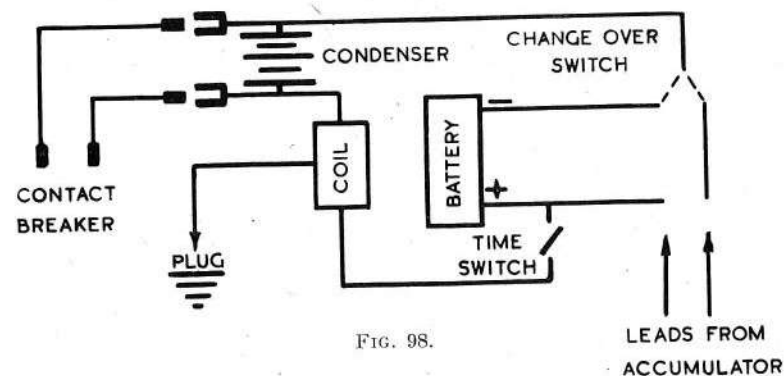 CHANGE OVER
SWITCH
CONDENSER
COIL
BATTERY
−
+
CONTACT
BREAKER
PLUG
TIME
SWITCH
FIG. 98.
LEADS FROM
ACCUMULATOR